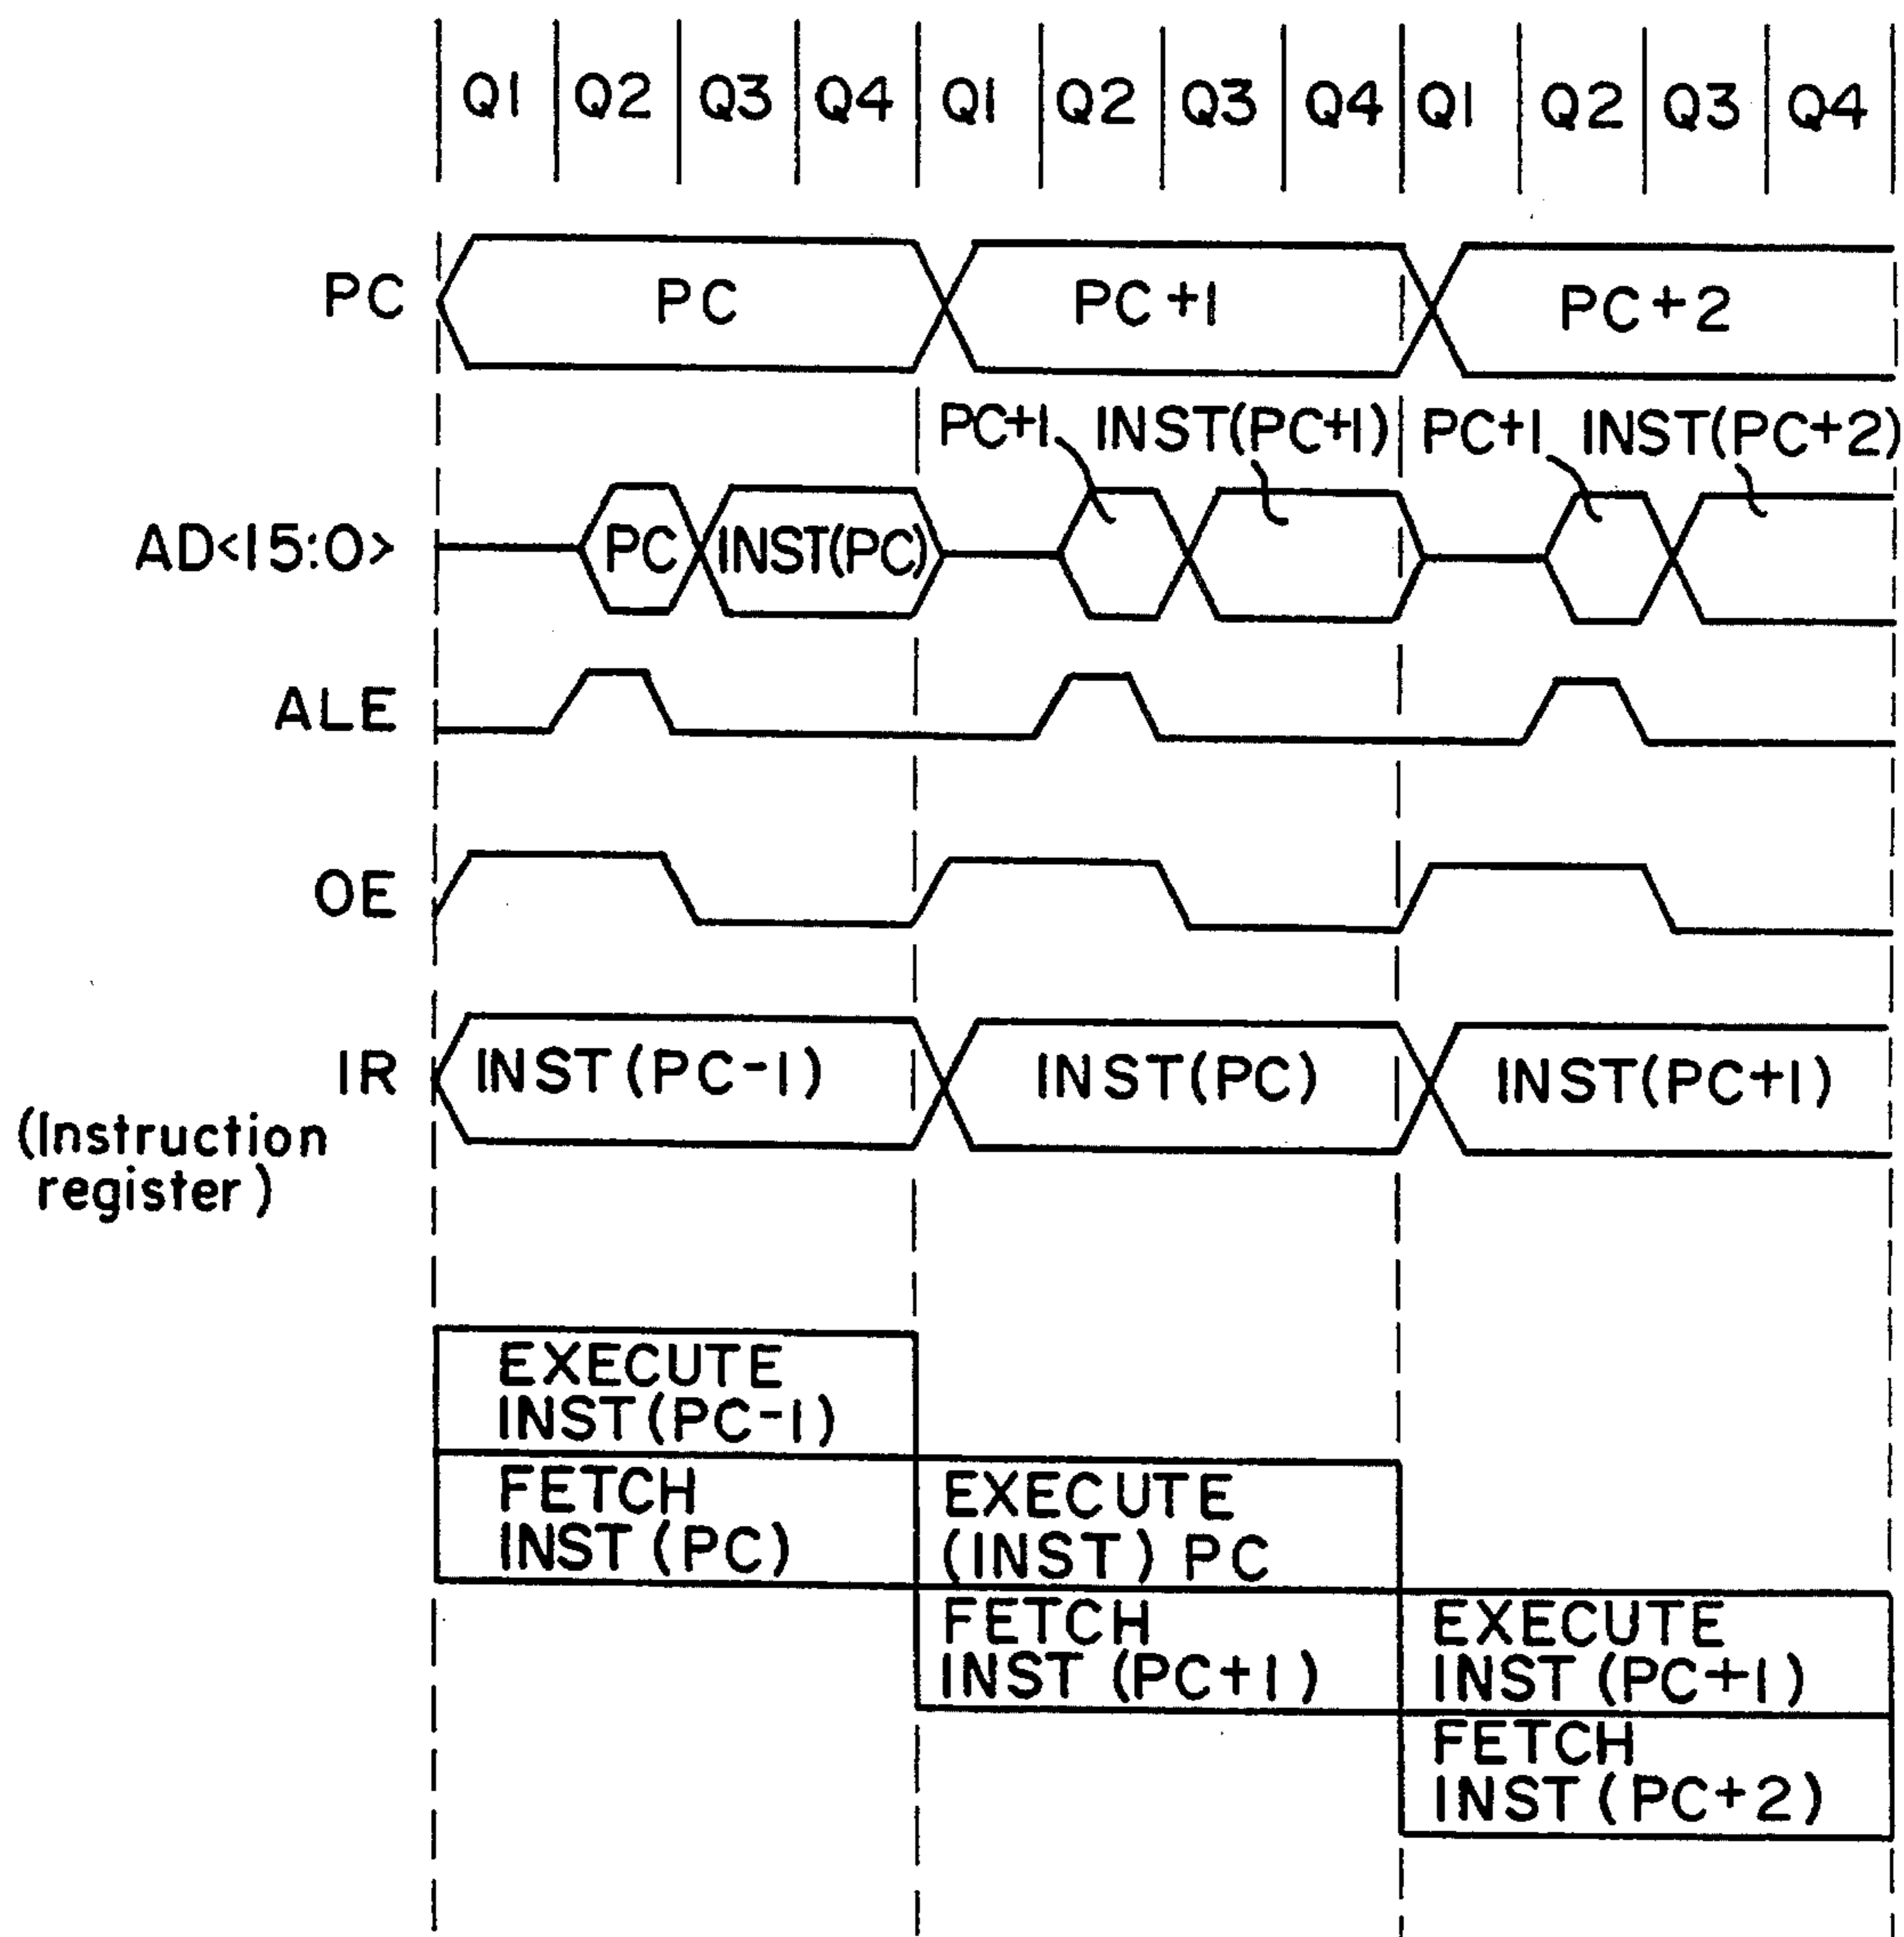 Q1 Q2 Q3 Q4 Q1 Q2 Q3 Q4 Q1 Q2 Q3 Q4
PC PC PC+1 PC+2
PC+1 INST(PC+1) PC+1 INST(PC+2)
AD<15:0> PC INST(PC)
ALE
OE
IR INST(PC-1) INST(PC) INST(PC+1)
(Instruction
register)
EXECUTE
INST(PC-1)
FETCH
INST(PC)
EXECUTE
(INST) PC
FETCH
INST (PC+1)
EXECUTE
INST (PC+1)
FETCH
INST (PC+2)